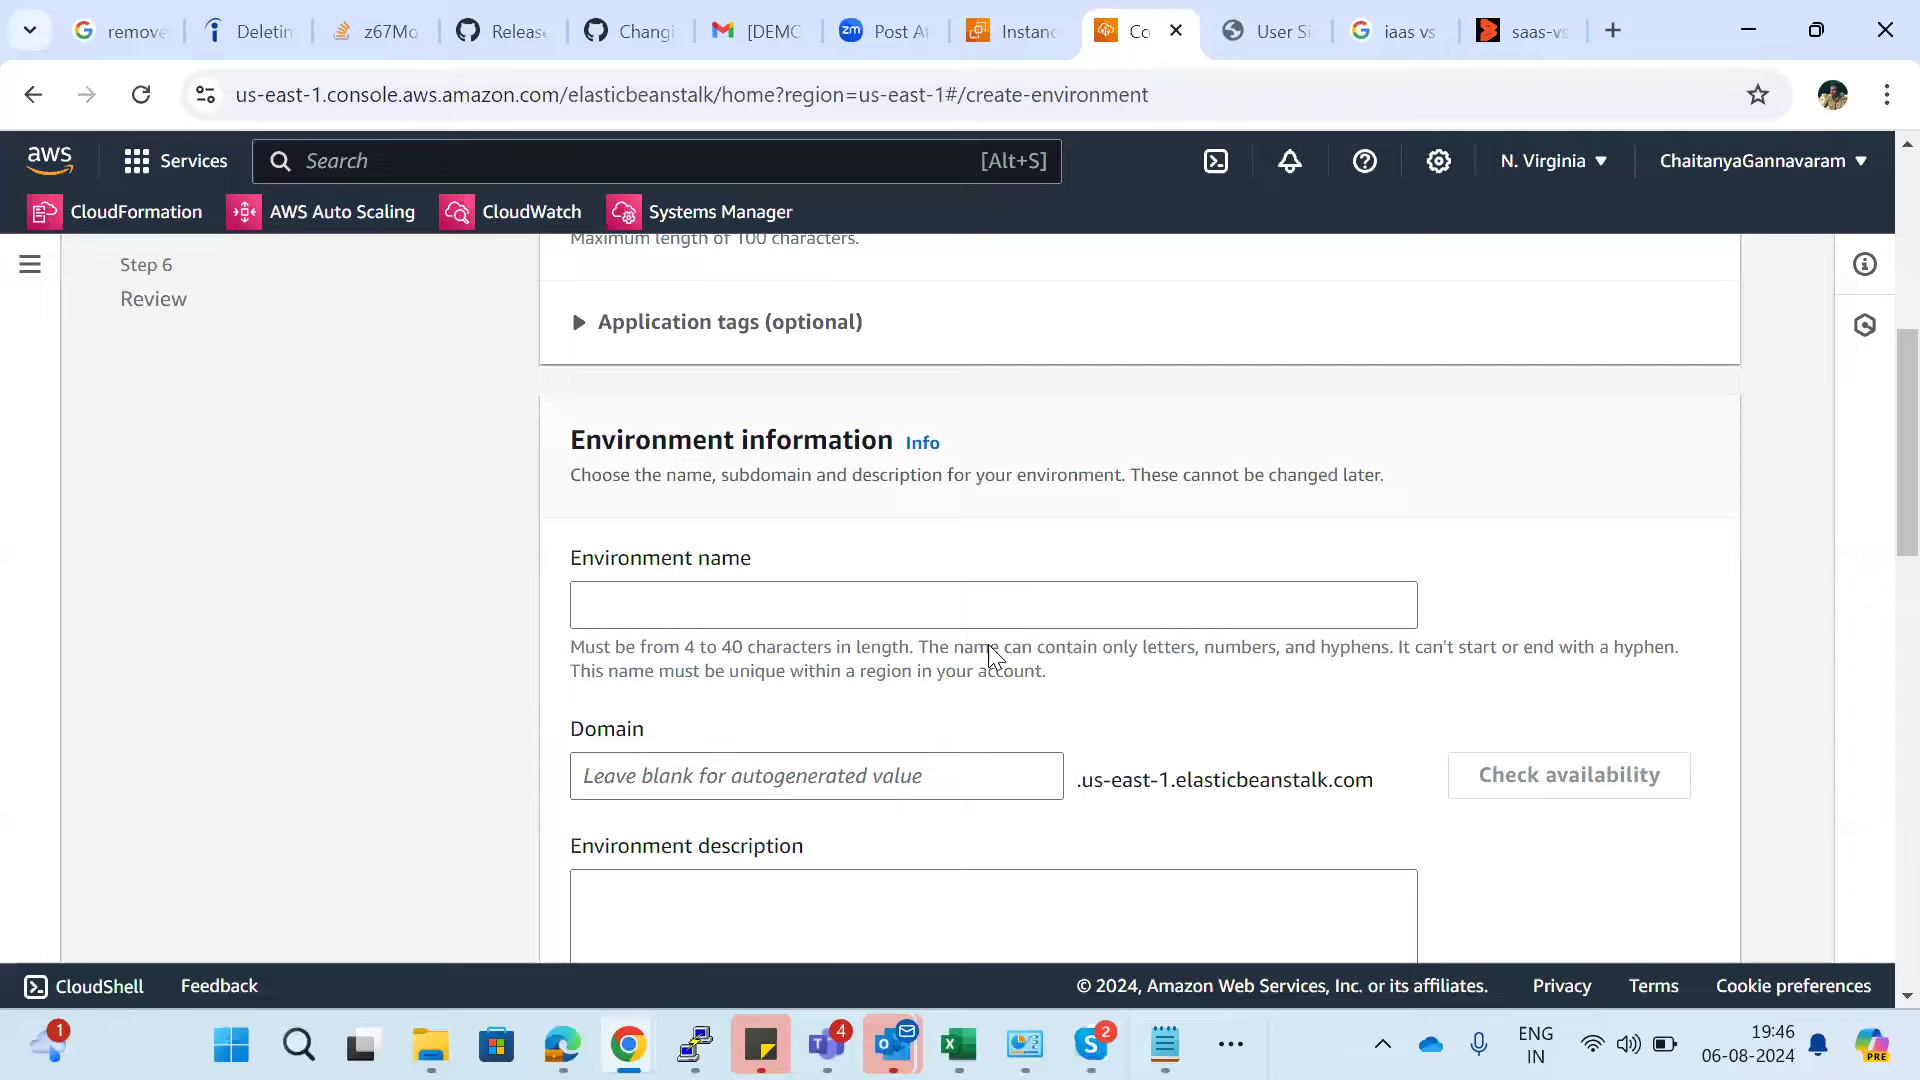 remove
Deletin
z67Mo
Release
Changi
[DEMO
zm
Post Af
Instanc
Co
User Si
iaas vs
saas-vs
us-east-1.console.aws.amazon.com/elasticbeanstalk/home?region=us-east-1#/create-environment
aws
Services
Search
[Alt+S]
N. Virginia
ChaitanyaGannavaram
CloudFormation
AWS Auto Scaling
CloudWatch
Systems Manager
Maximum length of 100 characters.
Step 6
Review
Application tags (optional)
Environment information Info
Choose the name, subdomain and description for your environment. These cannot be changed later.
Environment name
Must be from 4 to 40 characters in length. The name can contain only letters, numbers, and hyphens. It can't start or end with a hyphen.
This name must be unique within a region in your account.
Domain
Leave blank for autogenerated value
.us-east-1.elasticbeanstalk.com
Check availability
Environment description
CloudShell
Feedback
© 2024, Amazon Web Services, Inc. or its affiliates.
Privacy
Terms
Cookie preferences
1
4
2
ENG
IN
19:46
06-08-2024
PRE